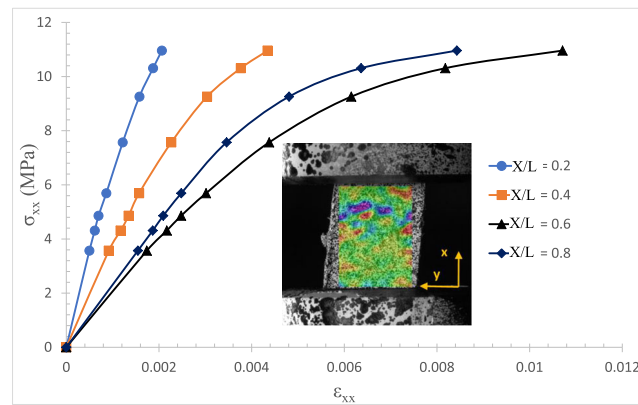 12
10
8
6
4
2
0
σxx (MPa)
0
0.002
0.004
0.006
0.008
0.01
0.012
εxx
X/L = 0.2
X/L = 0.4
X/L = 0.6
X/L = 0.8
x
y